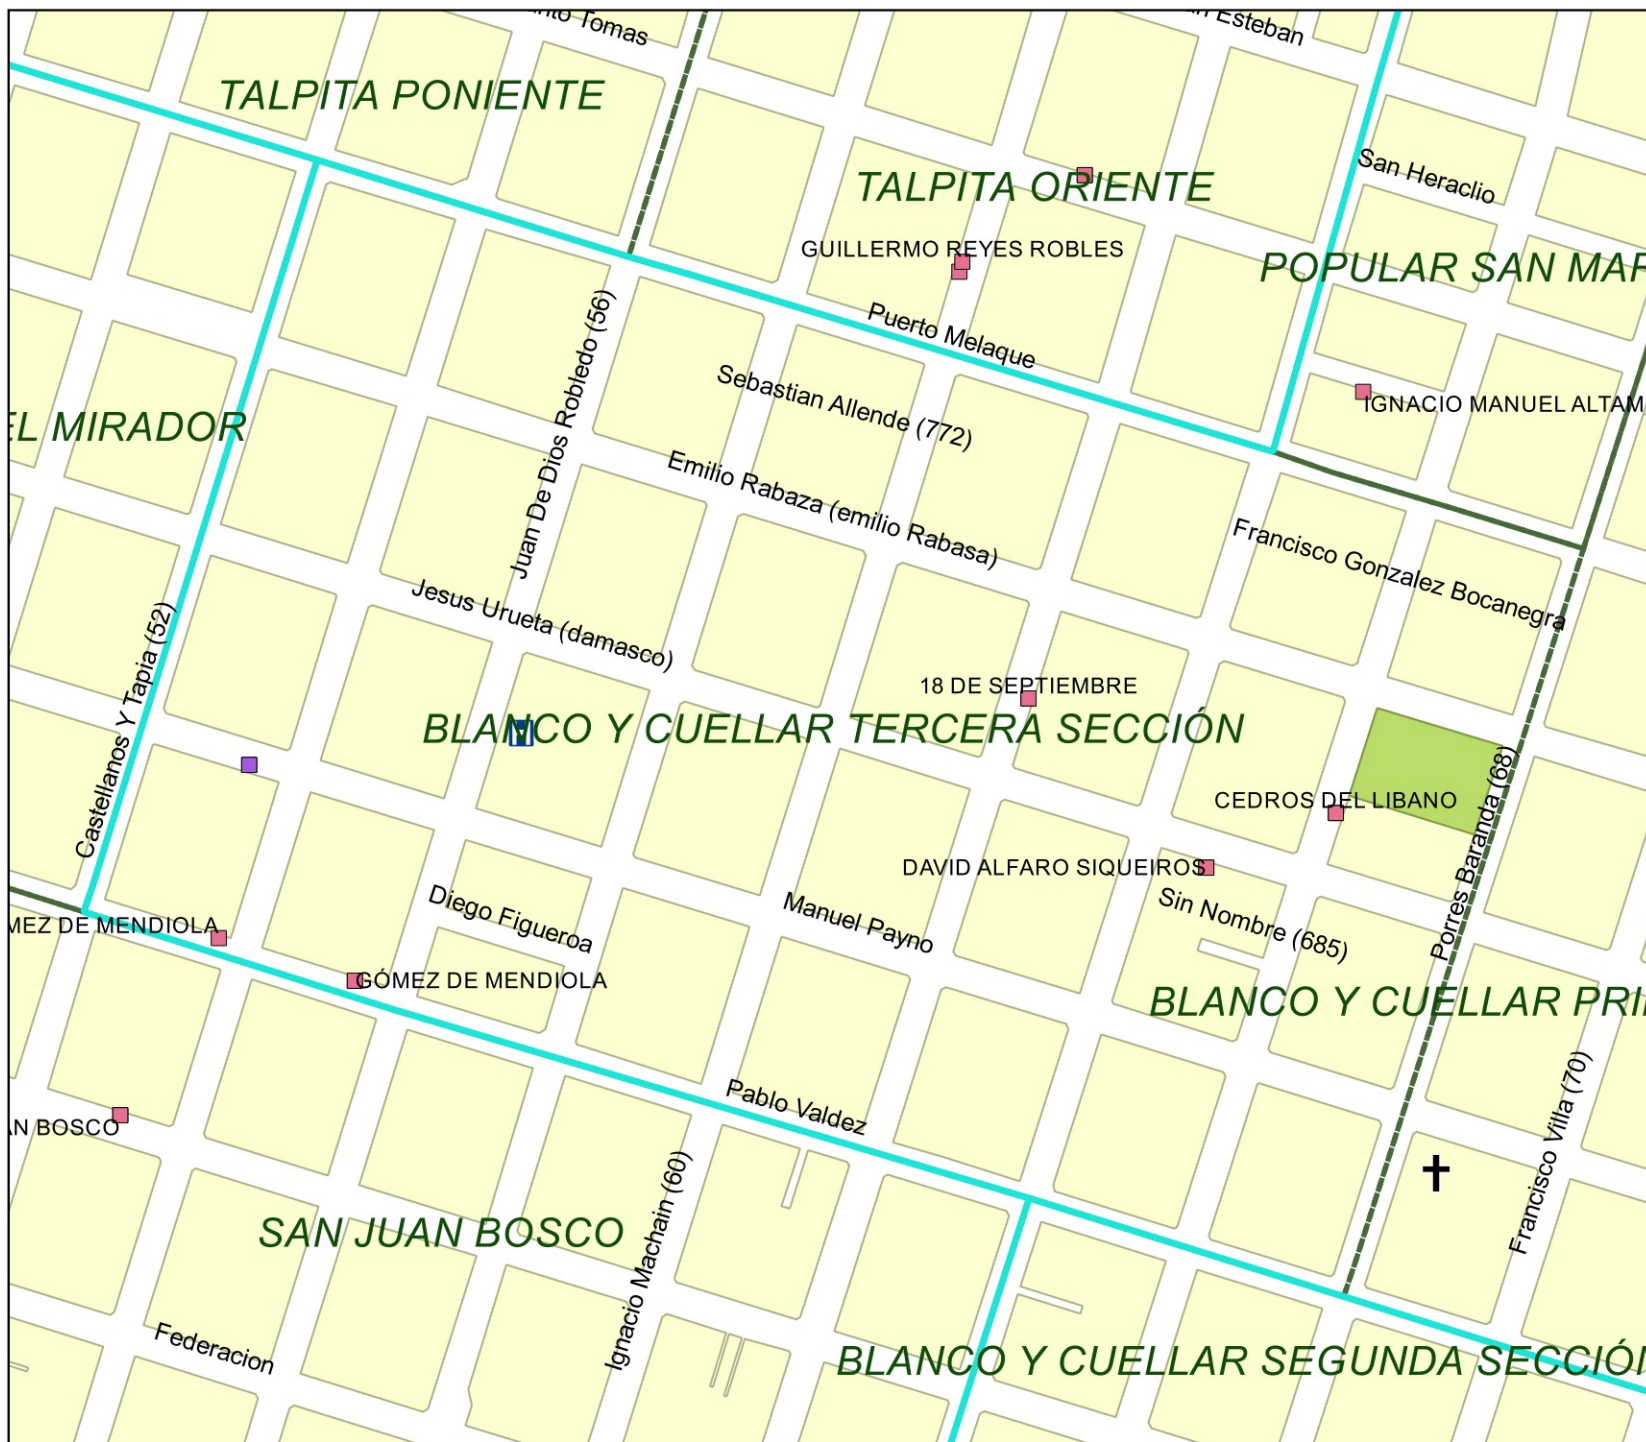 Tomas
Esteban
TALPITA PONIENTE
San Heraclio
TALPITA ORIENTE
GUILLERMO REYES ROBLES
POPULAR SAN MAR
Puerto Melaque
Juan De Dios Robledo (56)
Sebastian Allende (772)
IGNACIO MANUEL ALTAM
EL MIRADOR
Emilio Rabaza (emilio Rabasa)
Francisco Gonzalez Bocanegra
Jesus Urueta (damasco)
Castellanos Y Tapia (52)
18 DE SEPTIEMBRE
BLANCO Y CUELLAR TERCERA SECCIÓN
CEDROS DEL LIBANO
Porres Baranda (68)
DAVID ALFARO SIQUEIROS
Diego Figueroa
Manuel Payno
Sin Nombre (685)
MEZ DE MENDIOLA
GÓMEZ DE MENDIOLA
BLANCO Y CUELLAR PRI
Pablo Valdez
Francisco Villa (70)
AN BOSCO
Ignacio Machain (60)
SAN JUAN BOSCO
Federacion
BLANCO Y CUELLAR SEGUNDA SECCIÓN